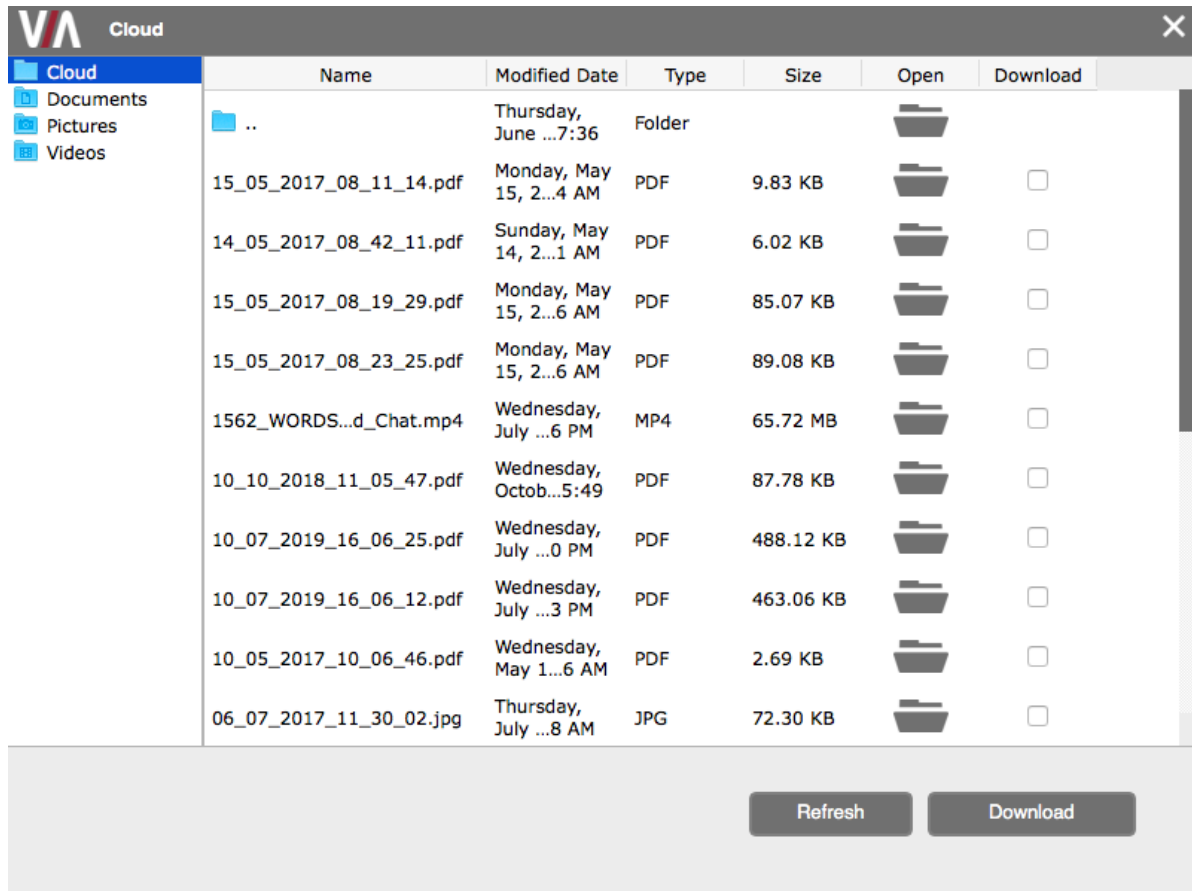 VIA Cloud
Cloud
Documents
Pictures
Videos
Name Modified Date Type Size Open Download
.. Thursday, Folder
June ...7:36
15_05_2017_08_11_14.pdf Monday, May PDF 9.83 KB
15, 2...4 AM
14_05_2017_08_42_11.pdf Sunday, May PDF 6.02 KB
14, 2...1 AM
15_05_2017_08_19_29.pdf Monday, May PDF 85.07 KB
15, 2...6 AM
15_05_2017_08_23_25.pdf Monday, May PDF 89.08 KB
15, 2...6 AM
1562_WORDS...d_Chat.mp4 Wednesday, MP4 65.72 MB
July ...6 PM
10_10_2018_11_05_47.pdf Wednesday, PDF 87.78 KB
Octob...5:49
10_07_2019_16_06_25.pdf Wednesday, PDF 488.12 KB
July ...0 PM
10_07_2019_16_06_12.pdf Wednesday, PDF 463.06 KB
July ...3 PM
10_05_2017_10_06_46.pdf Wednesday, PDF 2.69 KB
May 1...6 AM
06_07_2017_11_30_02.jpg Thursday, JPG 72.30 KB
July ...8 AM
Refresh Download